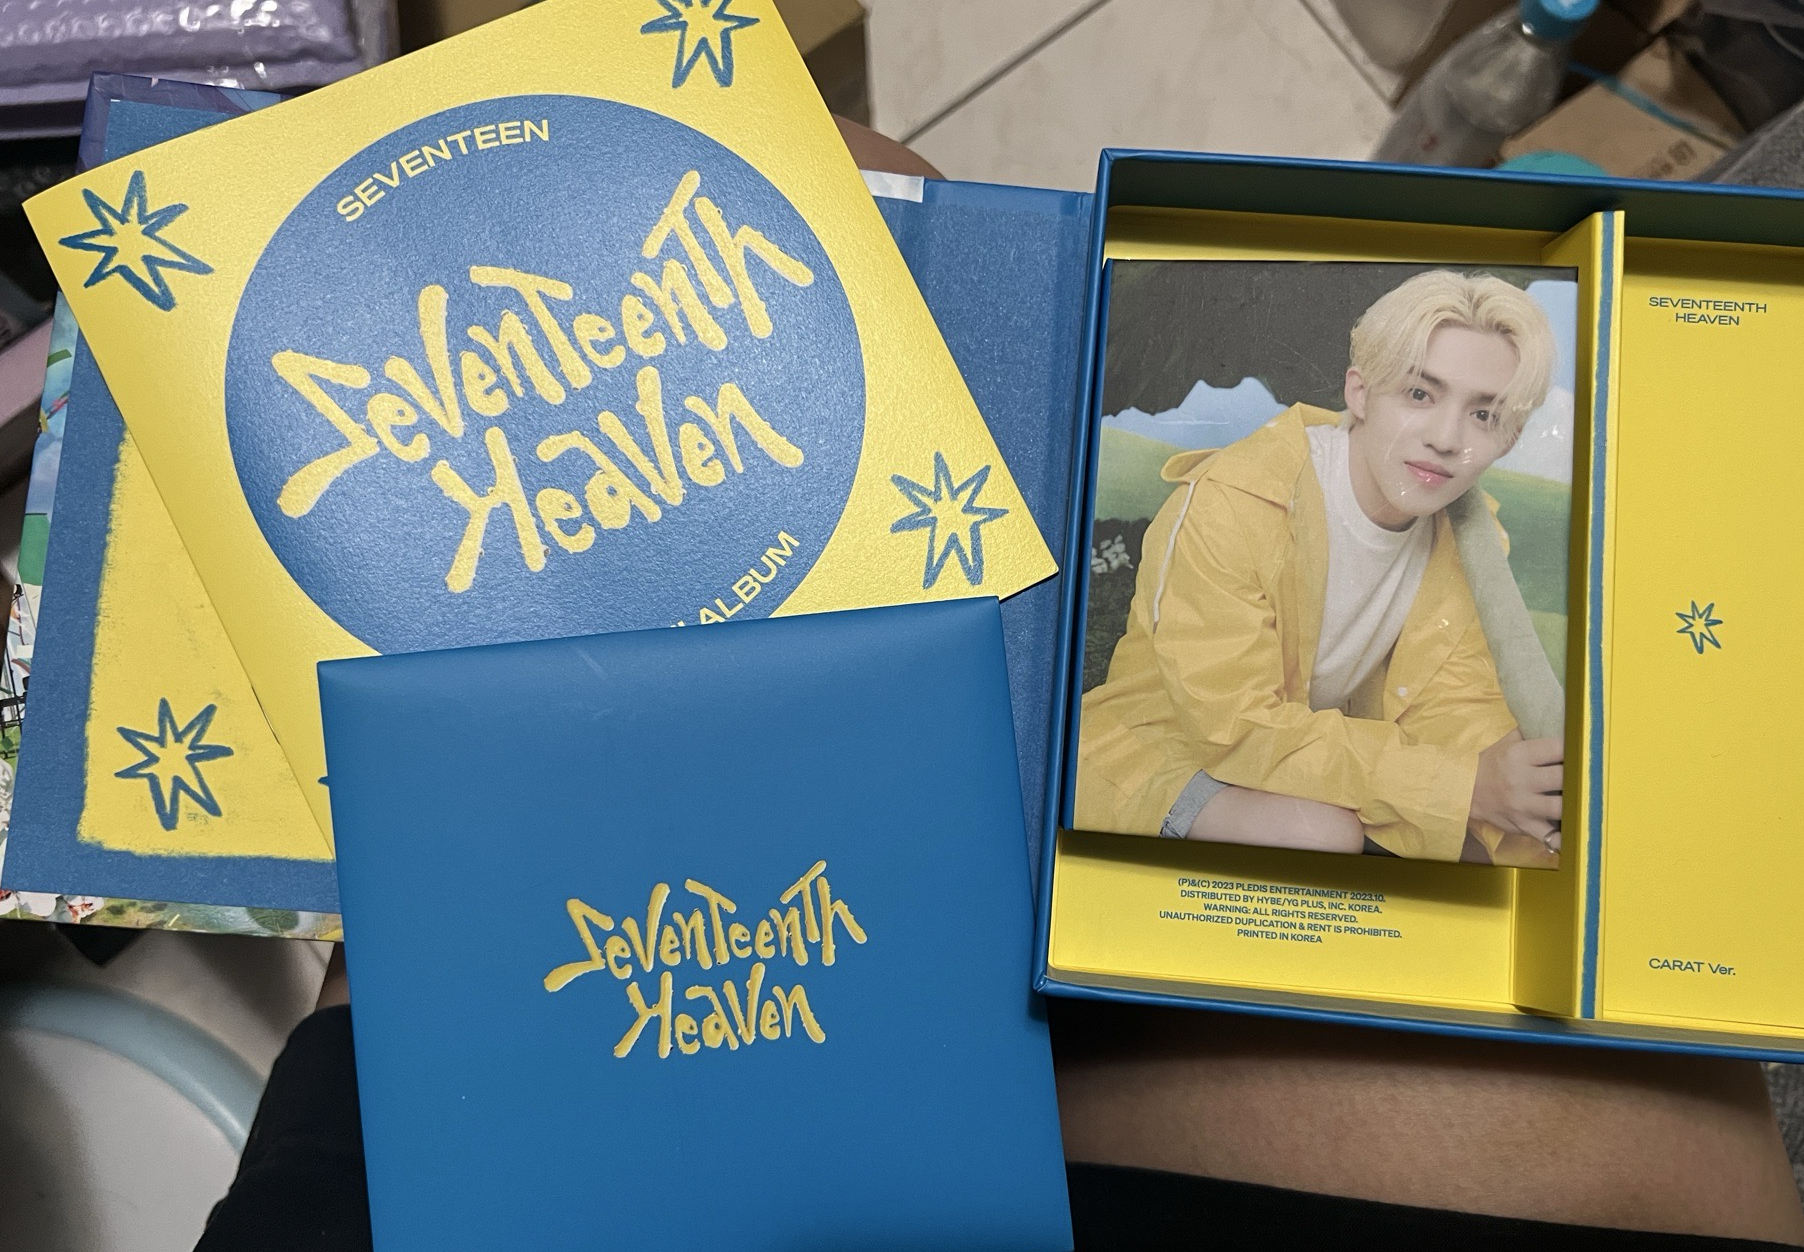 SEVENTEEN
Seventeenth
Heaven
ALBUM
Seventeenth
Heaven
(P)&(C) 2023 PLEDIS ENTERTAINMENT 2023.10.
DISTRIBUTED BY HYBE/YG PLUS, INC. KOREA.
WARNING: ALL RIGHTS RESERVED.
UNAUTHORIZED DUPLICATION & RENT IS PROHIBITED.
PRINTED IN KOREA
SEVENTEENTH
HEAVEN
CARAT Ver.